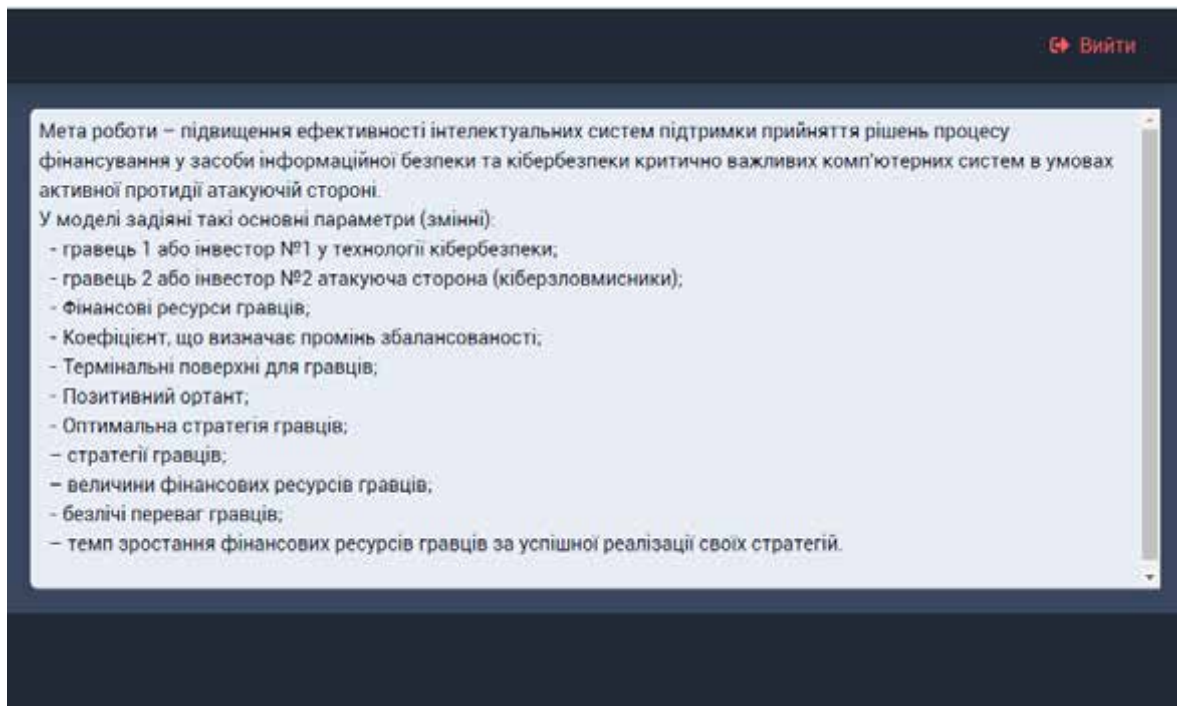 Вийти
Мета роботи – підвищення ефективності інтелектуальних систем підтримки прийняття рішень процесу
фінансування у засоби інформаційної безпеки та кібербезпеки критично важливих комп'ютерних систем в умовах
активної протидії атакуючій стороні.
У моделі задіяні такі основні параметри (змінні):
- гравець 1 або інвестор №1 у технології кібербезпеки;
- гравець 2 або інвестор №2 атакуюча сторона (кіберзловмисники);
- Фінансові ресурси гравців;
- Коефіцієнт, що визначає промінь збалансованості;
- Термінальні поверхні для гравців;
- Позитивний ортант;
- Оптимальна стратегія гравців;
– стратегії гравців;
– величини фінансових ресурсів гравців;
- безлічі переваг гравців;
– темп зростання фінансових ресурсів гравців за успішної реалізації своїх стратегій.